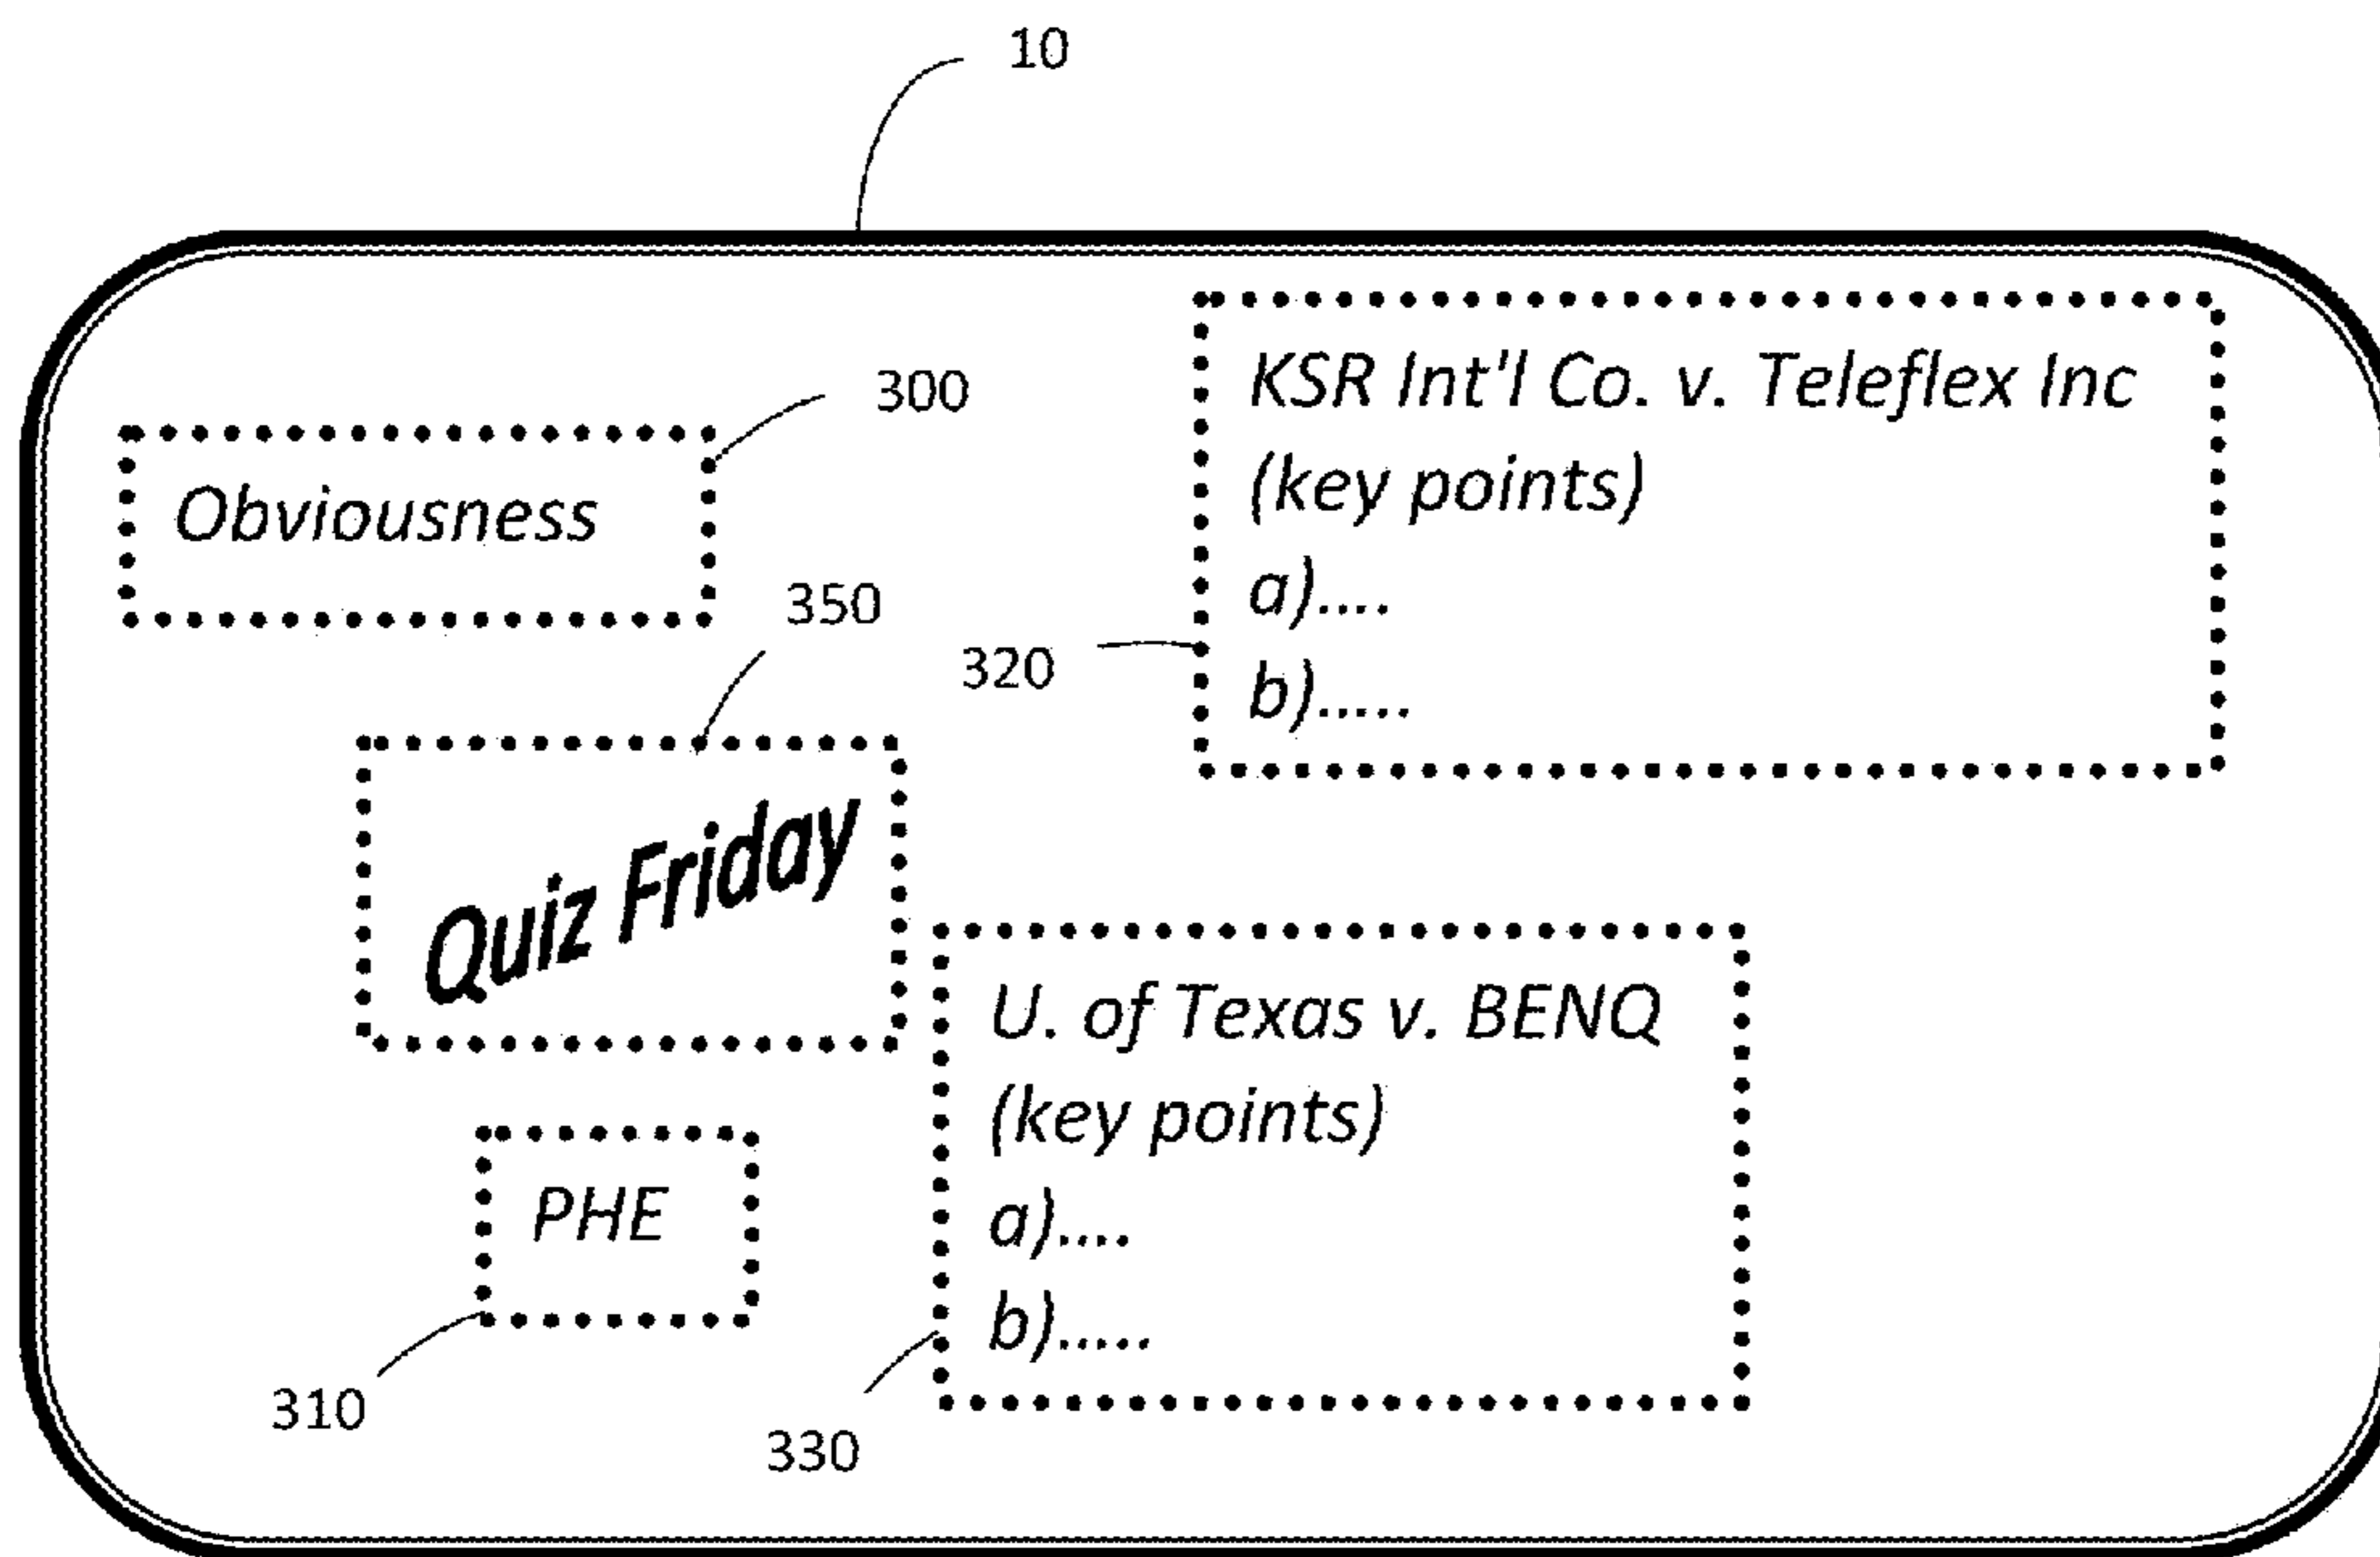 10
300
Obviousness
350
KSR Int'l Co. v. Teleflex Inc
(key points)
a)....
b).....
320
Quiz Friday
U. of Texas v. BENQ
(key points)
a)....
b).....
330
PHE
310